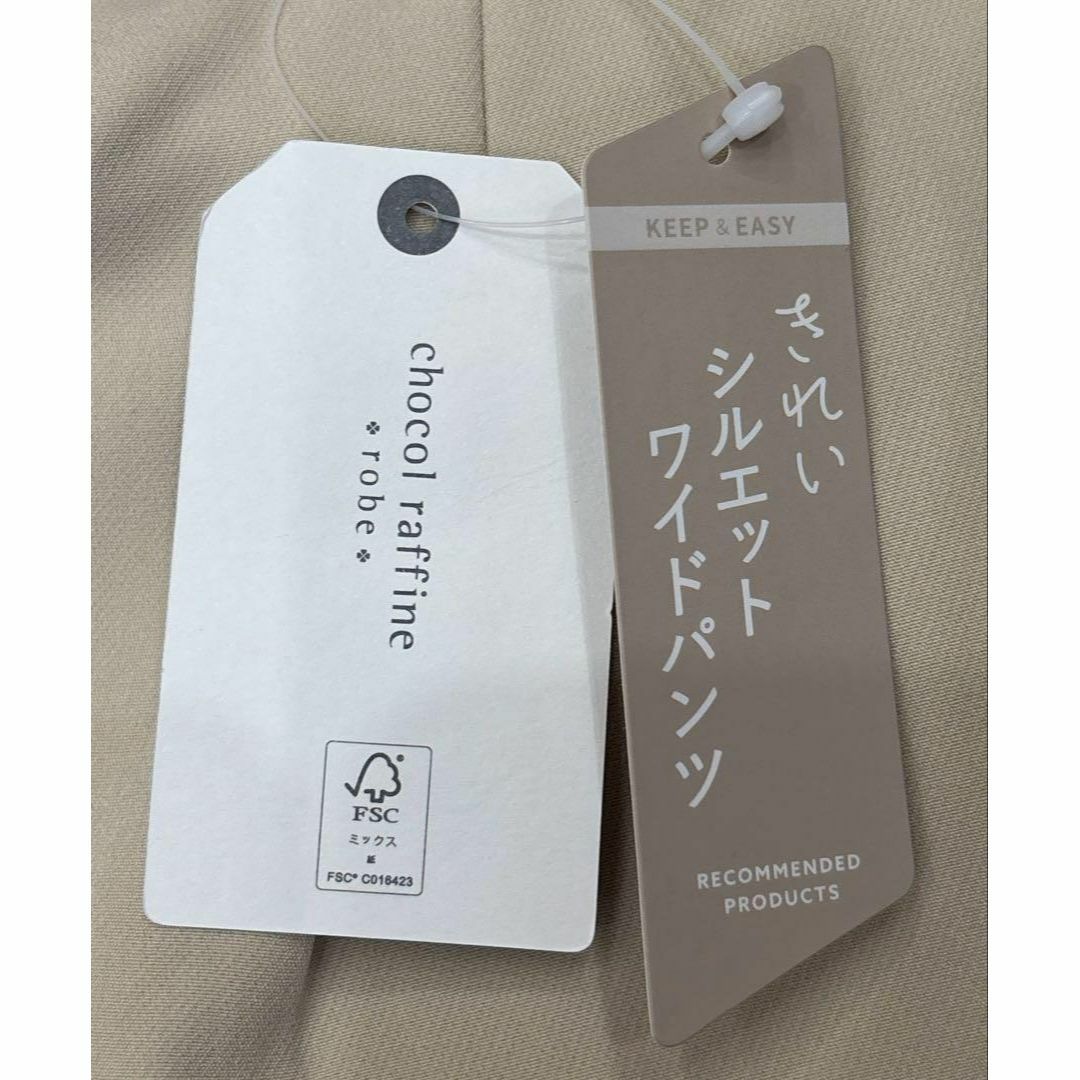 chocol raffine
robe
FSC
ミックス
紙
FSC® C016423
KEEP & EASY
きれい
シルエット
ワイドパンツ
RECOMMENDED
PRODUCTS